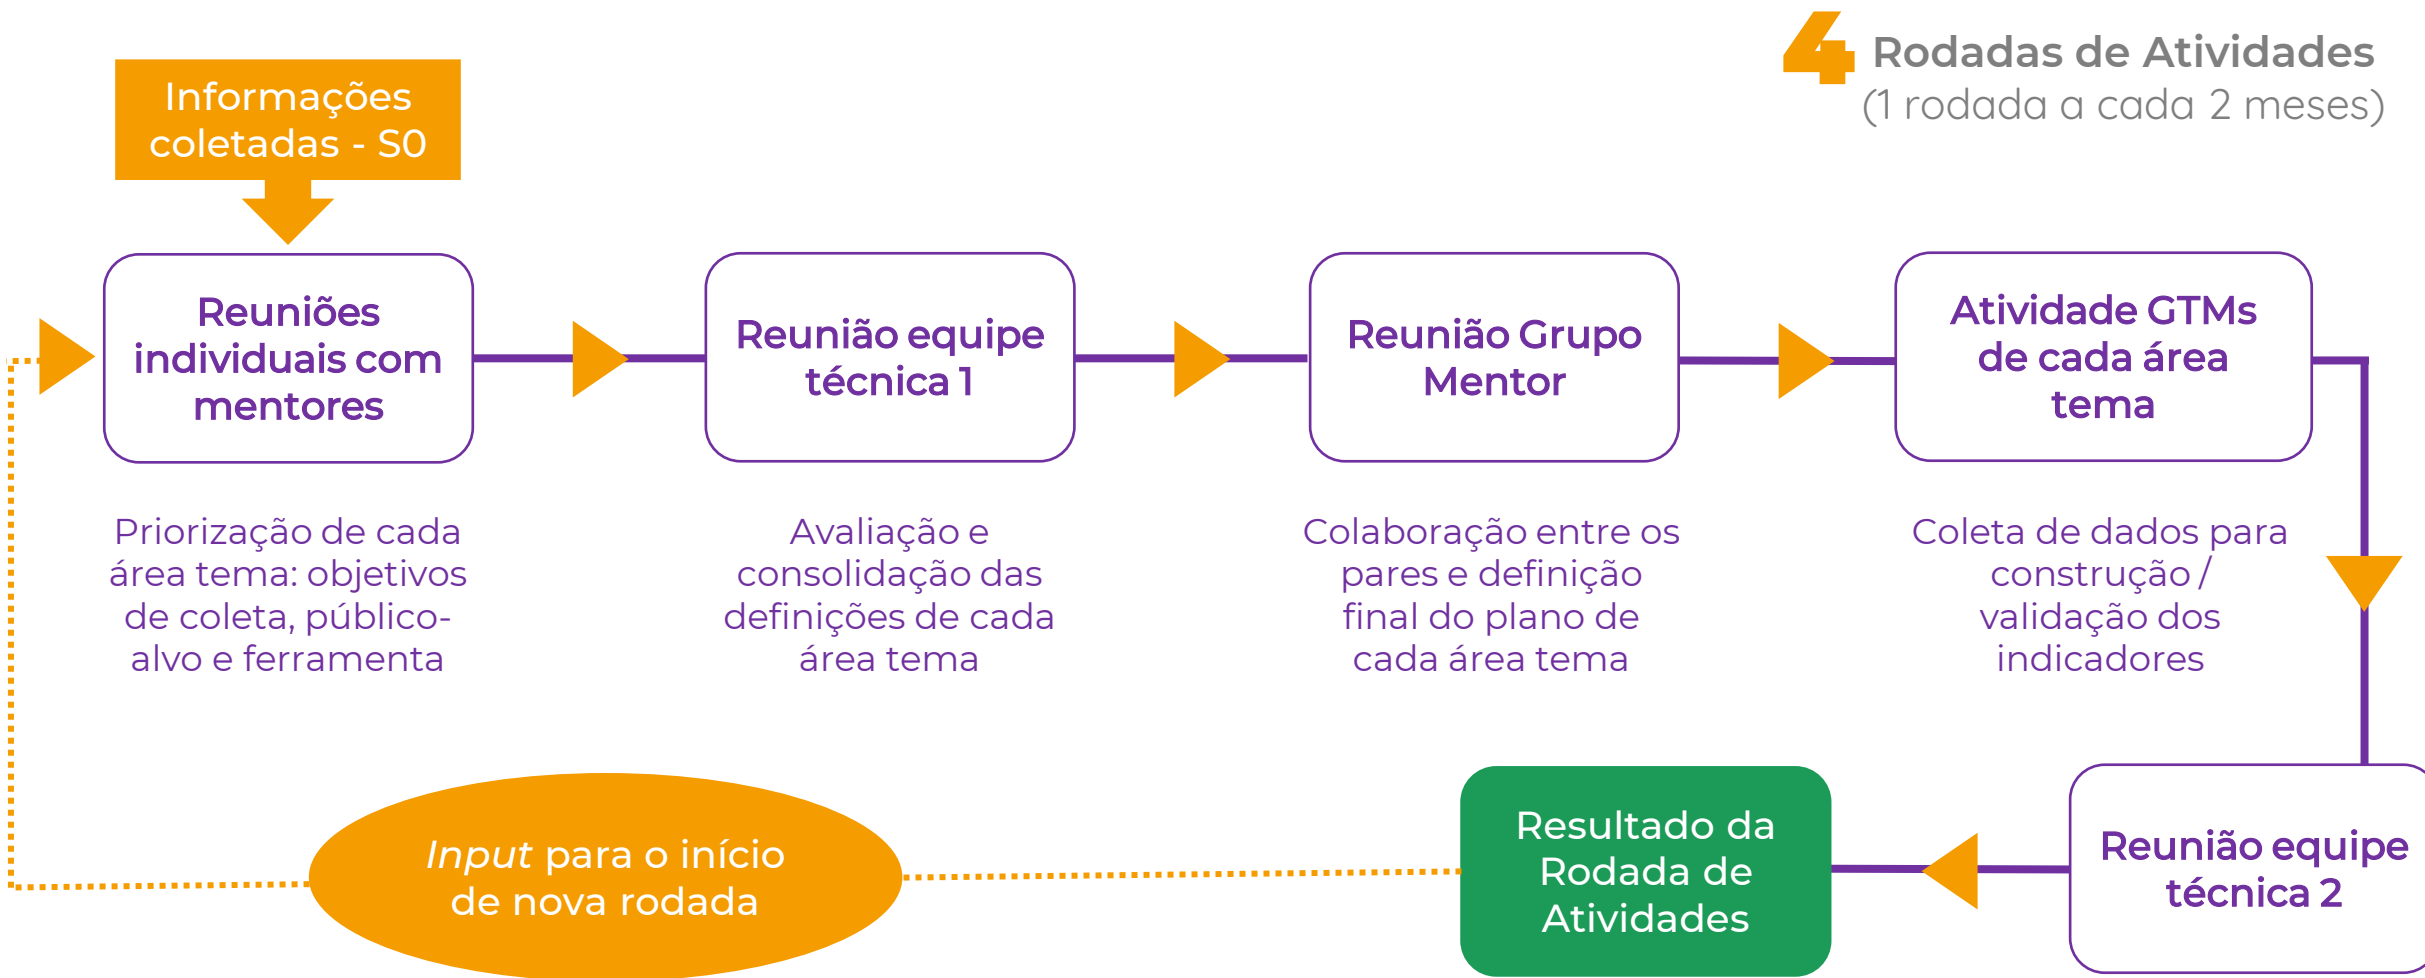 4 Rodadas de Atividades
(1 rodada a cada 2 meses)
Informações
coletadas - S0
Reuniões
individuais com
mentores
Reunião equipe
técnica 1
Reunião Grupo
Mentor
Atividade GTMs
de cada área
tema
Priorização de cada
área tema: objetivos
de coleta, público-
alvo e ferramenta
Avaliação e
consolidação das
definições de cada
área tema
Colaboração entre os
pares e definição
final do plano de
cada área tema
Coleta de dados para
construção /
validação dos
indicadores
Input para o início
de nova rodada
Resultado da
Rodada de
Atividades
Reunião equipe
técnica 2